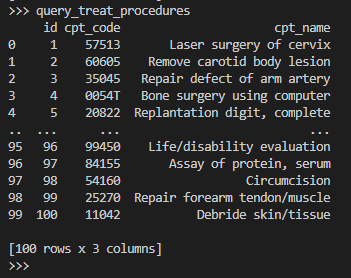 >>> query_treat_procedures
id cpt_code cpt_name
0 1 57513 Laser surgery of cervix
1 2 60605 Remove carotid body lesion
2 3 35045 Repair defect of arm artery
3 4 0054T Bone surgery using computer
4 5 20822 Replantation digit, complete
.. ... ... ...
95 96 99450 Life/disability evaluation
96 97 84155 Assay of protein, serum
97 98 54160 Circumcision
98 99 25270 Repair forearm tendon/muscle
99 100 11042 Debride skin/tissue
[100 rows x 3 columns]
>>>